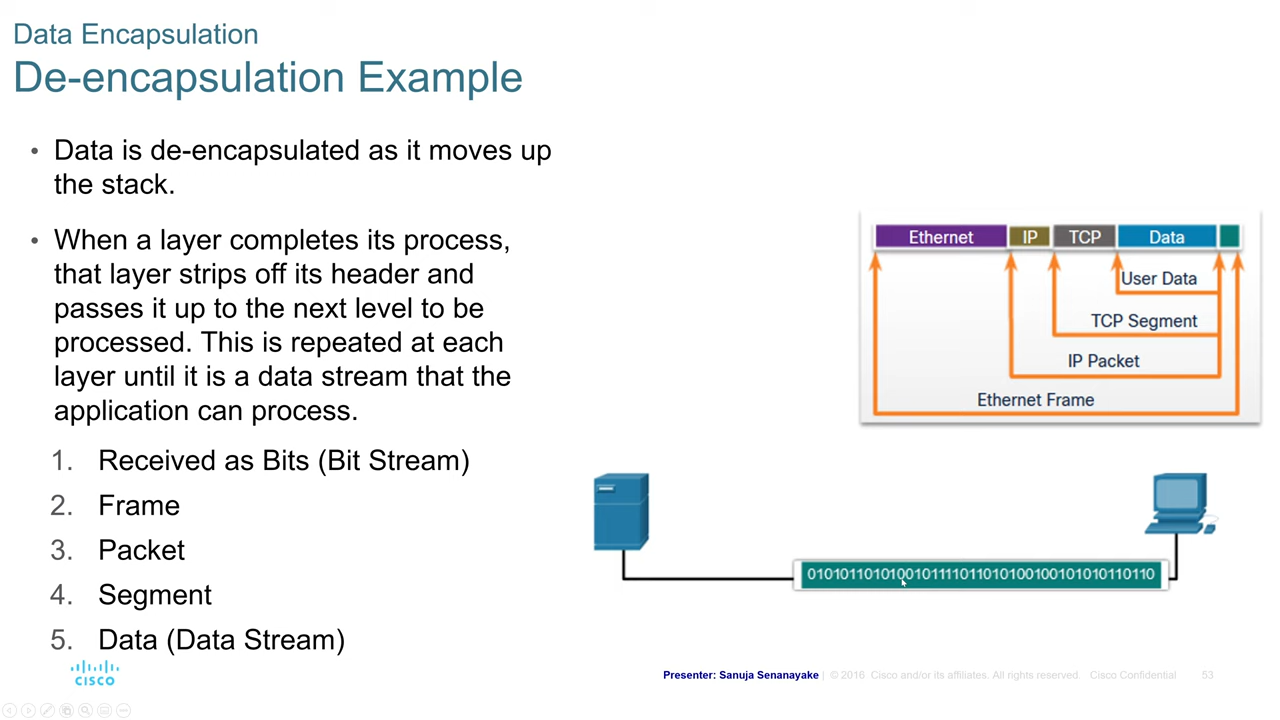 Data Encapsulation
De-encapsulation Example
• Data is de-encapsulated as it moves up
the stack.
• When a layer completes its process,
that layer strips off its header and
passes it up to the next level to be
processed. This is repeated at each
layer until it is a data stream that the
application can process.
1. Received as Bits (Bit Stream)
2. Frame
3. Packet
4. Segment
5. Data (Data Stream)
Ethernet IP TCP Data
User Data
TCP Segment
IP Packet
Ethernet Frame
CISCO
Presenter: Sanuja Senanayake | © 2016 Cisco and/or its affiliates. All rights reserved. Cisco Confidential 53